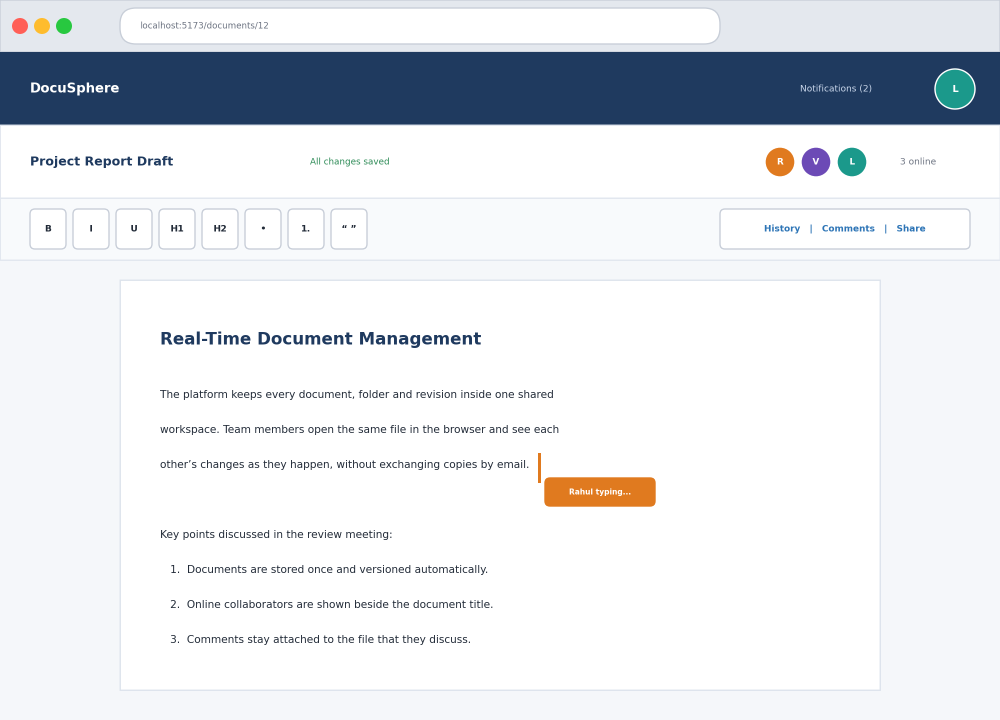 localhost:5173/documents/12
DocuSphere
Notifications (2)
L
Project Report Draft
All changes saved
R
V
L
3 online
B
I
U
H1
H2
•
1.
“ ”
History | Comments | Share
Real-Time Document Management
The platform keeps every document, folder and revision inside one shared
workspace. Team members open the same file in the browser and see each
other’s changes as they happen, without exchanging copies by email.
Rahul typing...
Key points discussed in the review meeting:
1. Documents are stored once and versioned automatically.
2. Online collaborators are shown beside the document title.
3. Comments stay attached to the file that they discuss.